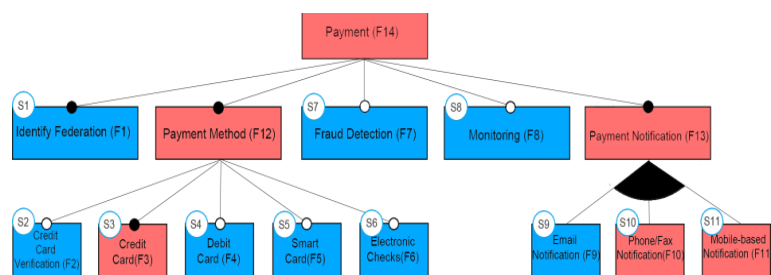 Payment (F14)
S1
S7
S8
Identify Federation (F1)
Payment Method (F12)
Fraud Detection (F7)
Monitoring (F8)
Payment Notification (F13)
S2
S3
S4
S5
S6
S9
S10
S11
Credit
Card
Verification (F2)
Credit
Card(F3)
Debit
Card (F4)
Smart
Card(F5)
Electronic
Checks(F6)
Email
Notification (F9)
Phone/Fax
Notification(F10)
Mobile-based
Notification (F11